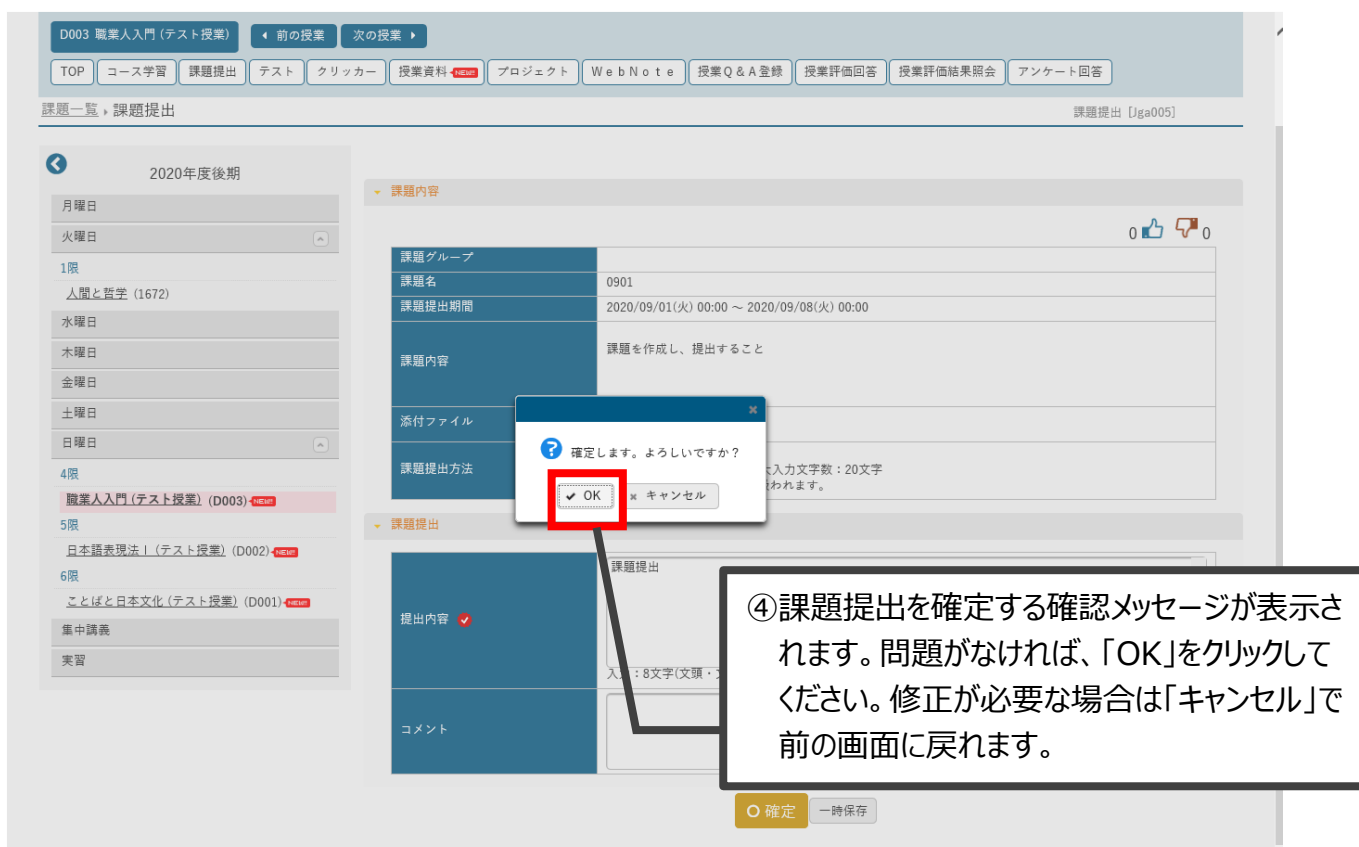 D003 職業人入門 (テスト授業) 前の授業 次の授業
TOP コース学習 課題提出 テスト クリッカー 授業資料 NEW!! プロジェクト WebNote 授業Q&A登録 授業評価回答 授業評価結果照会 アンケート回答
課題一覧 課題提出 課題提出 [Jga005]
2020年度後期
月曜日
火曜日
1限
人間と哲学 (1672)
水曜日
木曜日
金曜日
土曜日
日曜日
4限
職業人入門 (テスト授業) (D003) NEW!!
5限
日本語表現法Ⅰ (テスト授業) (D002) NEW!!
6限
ことばと日本文化 (テスト授業) (D001) NEW!!
集中講義
実習
課題内容
0 0
課題グループ
課題名 0901
課題提出期間 2020/09/01(火) 00:00 ～ 2020/09/08(火) 00:00
課題内容 課題を作成し、提出すること
添付ファイル
課題提出方法 入力文字数：20文字
われます。
確定します。よろしいですか？
OK キャンセル
課題提出
提出内容 課題提出
：8文字(文頭・
コメント
④課題提出を確定する確認メッセージが表示さ
れます。問題がなければ、「OK」をクリックして
ください。修正が必要な場合は「キャンセル」で
前の画面に戻れます。
確定 一時保存